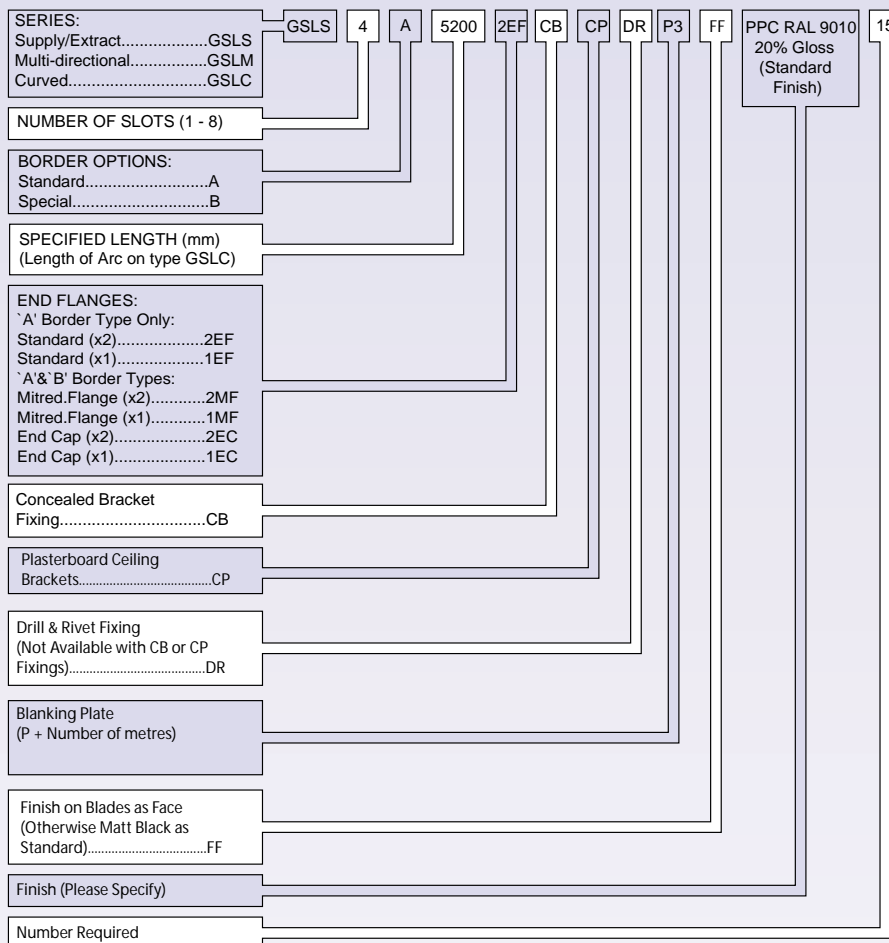 SERIES:
Supply/Extract...................GSLS
Multi-directional.................GSLM
Curved..............................GSLC
GSLS 4 A 5200 2EF CB CP DR P3 FF
PPC RAL 9010
20% Gloss
(Standard
Finish)
15
NUMBER OF SLOTS (1 - 8)
BORDER OPTIONS:
Standard...........................A
Special..............................B
SPECIFIED LENGTH (mm)
(Length of Arc on type GSLC)
END FLANGES:
`A' Border Type Only:
Standard (x2)...................2EF
Standard (x1)...................1EF
`A'&`B' Border Types:
Mitred.Flange (x2)............2MF
Mitred.Flange (x1)............1MF
End Cap (x2)....................2EC
End Cap (x1)....................1EC
Concealed Bracket
Fixing...............................CB
Plasterboard Ceiling
Brackets.......................................CP
Drill & Rivet Fixing
(Not Available with CB or CP
Fixings)........................................DR
Blanking Plate
(P + Number of metres)
Finish on Blades as Face
(Otherwise Matt Black as
Standard)...................................FF
Finish (Please Specify)
Number Required